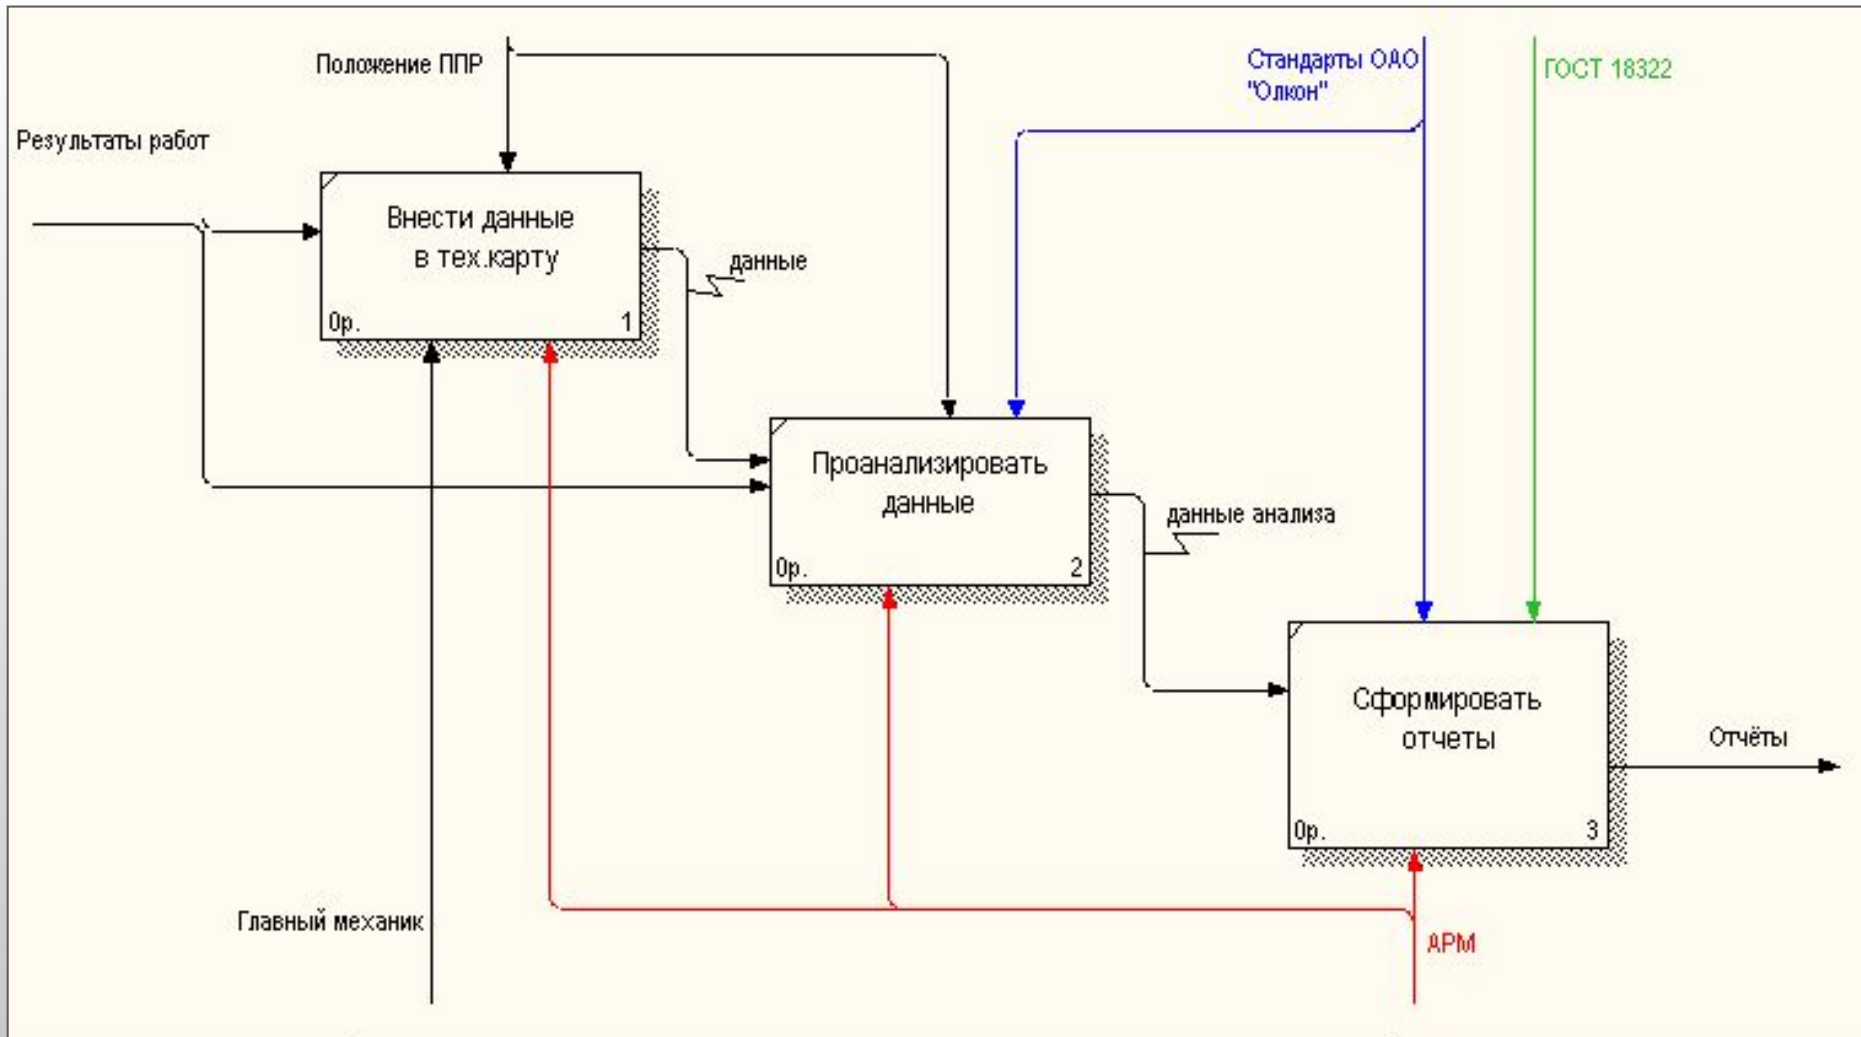 Положение ППР
Стандарты ОАО
"Олкон"
ГОСТ 18322
Результаты работ
Внести данные
в тех.карту
0р. 1
данные
Проанализировать
данные
0р. 2
данные анализа
Сформировать
отчеты
0р. 3
Отчёты
Главный механик
АРМ